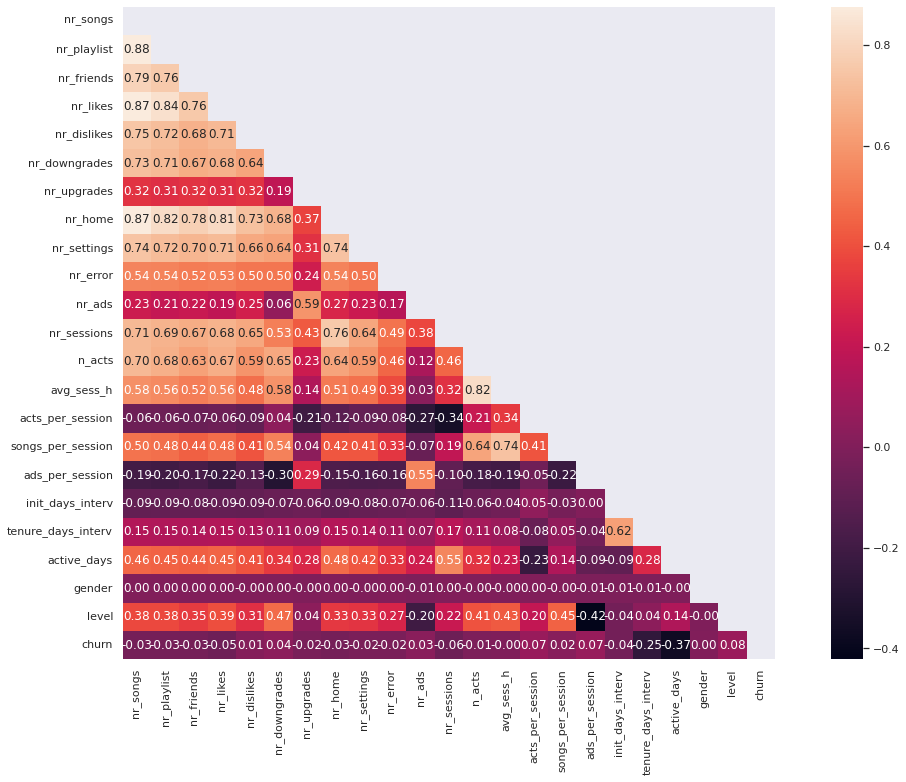 nr_songs
nr_playlist 0.88
nr_friends 0.79 0.76
nr_likes 0.87 0.84 0.76
nr_dislikes 0.75 0.72 0.68 0.71
nr_downgrades 0.73 0.71 0.67 0.68 0.64
nr_upgrades 0.32 0.31 0.32 0.31 0.32 0.19
nr_home 0.87 0.82 0.78 0.81 0.73 0.68 0.37
nr_settings 0.74 0.72 0.70 0.71 0.66 0.64 0.31 0.74
nr_error 0.54 0.54 0.52 0.53 0.50 0.50 0.24 0.54 0.50
nr_ads 0.23 0.21 0.22 0.19 0.25 0.06 0.59 0.27 0.23 0.17
nr_sessions 0.71 0.69 0.67 0.68 0.65 0.53 0.43 0.76 0.64 0.49 0.38
n_acts 0.70 0.68 0.63 0.67 0.59 0.65 0.23 0.64 0.59 0.46 0.12 0.46
avg_sess_h 0.58 0.56 0.52 0.56 0.48 0.58 0.14 0.51 0.49 0.39 0.03 0.32 0.82
acts_per_session -0.06 -0.06 -0.07 -0.06 -0.09 0.04 -0.21 -0.12 -0.09 -0.08 -0.27 -0.34 0.21 0.34
songs_per_session 0.50 0.48 0.44 0.48 0.41 0.54 0.04 0.42 0.41 0.33 -0.07 0.19 0.64 0.74 0.41
ads_per_session -0.19 -0.20 -0.17 -0.22 -0.13 -0.30 0.29 -0.15 -0.16 -0.16 0.55 -0.10 -0.18 -0.19 -0.05 -0.22
init_days_interv -0.09 -0.09 -0.08 -0.09 -0.09 -0.07 -0.06 -0.09 -0.08 -0.07 -0.06 -0.11 -0.06 -0.04 0.05 -0.03 0.00
tenure_days_interv 0.15 0.15 0.14 0.15 0.13 0.11 0.09 0.15 0.14 0.11 0.07 0.17 0.11 0.08 -0.08 0.05 -0.04 0.62
active_days 0.46 0.45 0.44 0.45 0.41 0.34 0.28 0.48 0.42 0.33 0.24 0.55 0.32 0.23 -0.23 0.14 -0.09 -0.09 0.28
gender 0.00 0.00 0.00 0.00 -0.00 0.00 -0.00 -0.00 -0.00 0.00 -0.01 0.00 -0.00 -0.00 0.00 -0.00 -0.01 -0.01 -0.01 -0.00
level 0.38 0.38 0.35 0.39 0.31 0.47 0.04 0.33 0.33 0.27 -0.20 0.22 0.41 0.43 0.20 0.45 -0.42 -0.04 0.04 0.14 -0.00
churn -0.03 -0.03 -0.03 -0.05 0.01 0.04 -0.02 -0.03 -0.02 -0.02 0.03 -0.06 -0.01 -0.00 0.07 0.02 0.07 -0.04 -0.25 -0.37 0.00 0.08
nr_songs
nr_playlist
nr_friends
nr_likes
nr_dislikes
nr_downgrades
nr_upgrades
nr_home
nr_settings
nr_error
nr_ads
nr_sessions
n_acts
avg_sess_h
acts_per_session
songs_per_session
ads_per_session
init_days_interv
tenure_days_interv
active_days
gender
level
churn
0.8
0.6
0.4
0.2
0.0
−0.2
−0.4